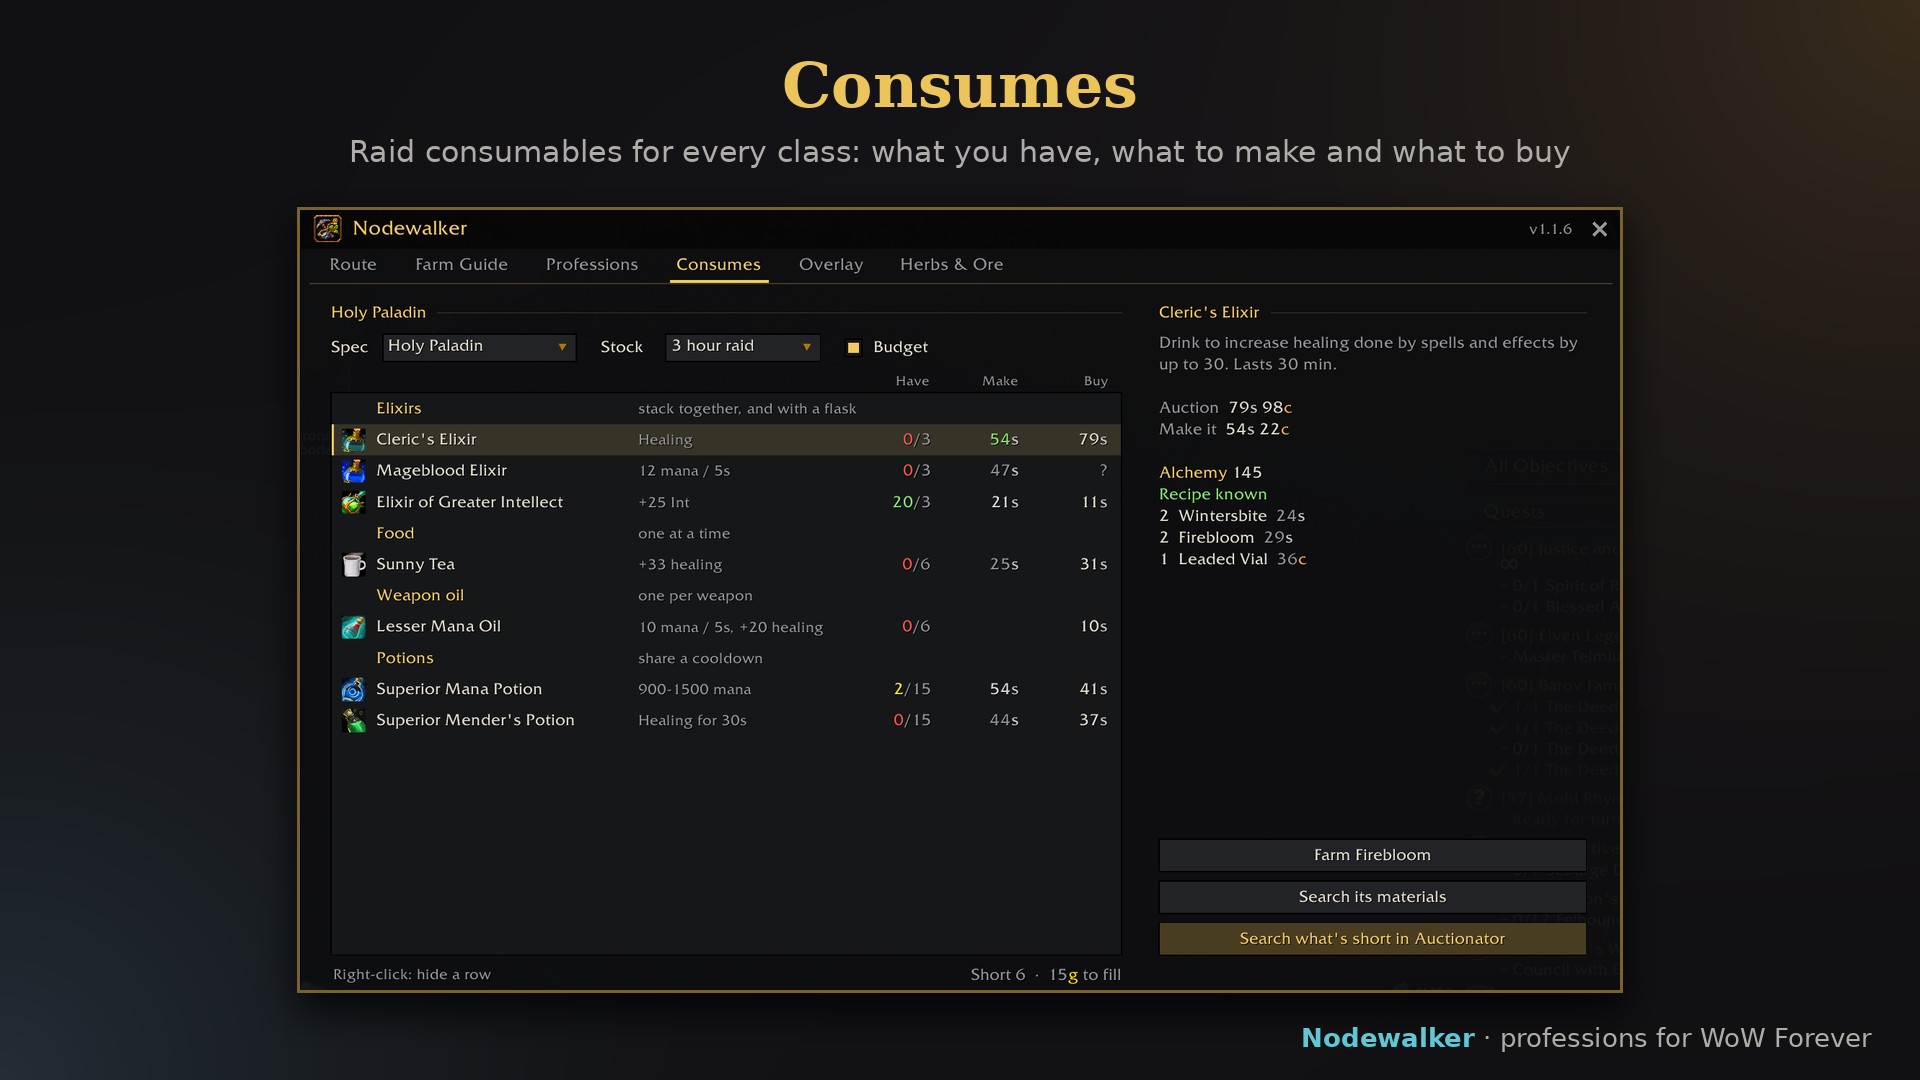 Consumes
Raid consumables for every class: what you have, what to make and what to buy
Nodewalker
v1.1.6
Route Farm Guide Professions Consumes Overlay Herbs & Ore
Holy Paladin
Spec Holy Paladin Stock 3 hour raid Budget
Have Make Buy
Elixirs stack together, and with a flask
Cleric's Elixir Healing 0/3 54s 79s
Mageblood Elixir 12 mana / 5s 0/3 47s ?
Elixir of Greater Intellect +25 Int 20/3 21s 11s
Food one at a time
Sunny Tea +33 healing 0/6 25s 31s
Weapon oil one per weapon
Lesser Mana Oil 10 mana / 5s, +20 healing 0/6 10s
Potions share a cooldown
Superior Mana Potion 900-1500 mana 2/15 54s 41s
Superior Mender's Potion Healing for 30s 0/15 44s 37s
Right-click: hide a row
Short 6 · 15g to fill
Cleric's Elixir
Drink to increase healing done by spells and effects by
up to 30. Lasts 30 min.
Auction 79s 98c
Make it 54s 22c
Alchemy 145
Recipe known
2 Wintersbite 24s
2 Firebloom 29s
1 Leaded Vial 36c
All Objectives
Quests
Farm Firebloom
Search its materials
Search what's short in Auctionator
Nodewalker · professions for WoW Forever